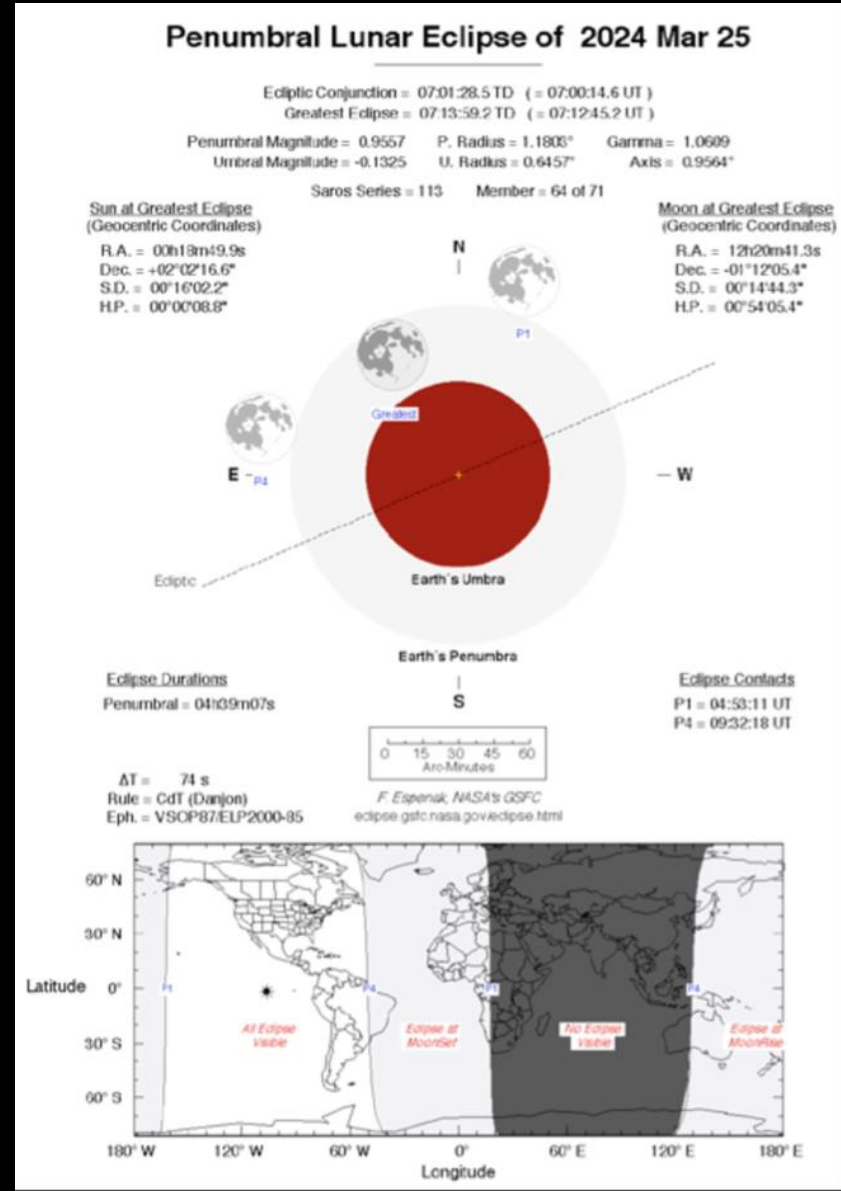 Penumbral Lunar Eclipse of 2024 Mar 25
Ecliptic Conjunction = 07:01:28.5 TD ( = 07:00:14.6 UT )
Greatest Eclipse = 07:13:59.2 TD ( = 07:12:45.2 UT )
Penumbral Magnitude = 0.9557 P. Radius = 1.1803° Gamma = 1.0609
Umbral Magnitude = -0.1325 U. Radius = 0.6457° Axis = 0.9564°
Saros Series = 113 Member = 64 of 71
Sun at Greatest Eclipse
(Geocentric Coordinates)
R.A. = 00h18m49.9s
Dec. = +02°02'16.6"
S.D. = 00°16'02.2"
H.P. = 00°00'08.8"
Moon at Greatest Eclipse
(Geocentric Coordinates)
R.A. = 12h20m41.3s
Dec. = -01°12'05.4"
S.D. = 00°14'44.3"
H.P. = 00°54'05.4"
N
P1
Greatest
E
P4
W
Ecliptic
Earth's Umbra
Earth's Penumbra
S
Eclipse Durations
Penumbral = 04h39m07s
Eclipse Contacts
P1 = 04:53:11 UT
P4 = 09:32:18 UT
0 15 30 45 60
Arc-Minutes
ΔT = 74 s
Rule = CdT (Danjon)
Eph. = VSOP87/ELP2000-85
F. Espenak, NASA's GSFC
eclipse.gsfc.nasa.gov/eclipse.html
60° N
30° N
Latitude 0°
30° S
60° S
P1 P4 P1 P4
All Eclipse
Visible
Eclipse at
MoonSet
No Eclipse
Visible
Eclipse at
MoonRise
180° W 120° W 60° W 0° 60° E 120° E 180° E
Longitude